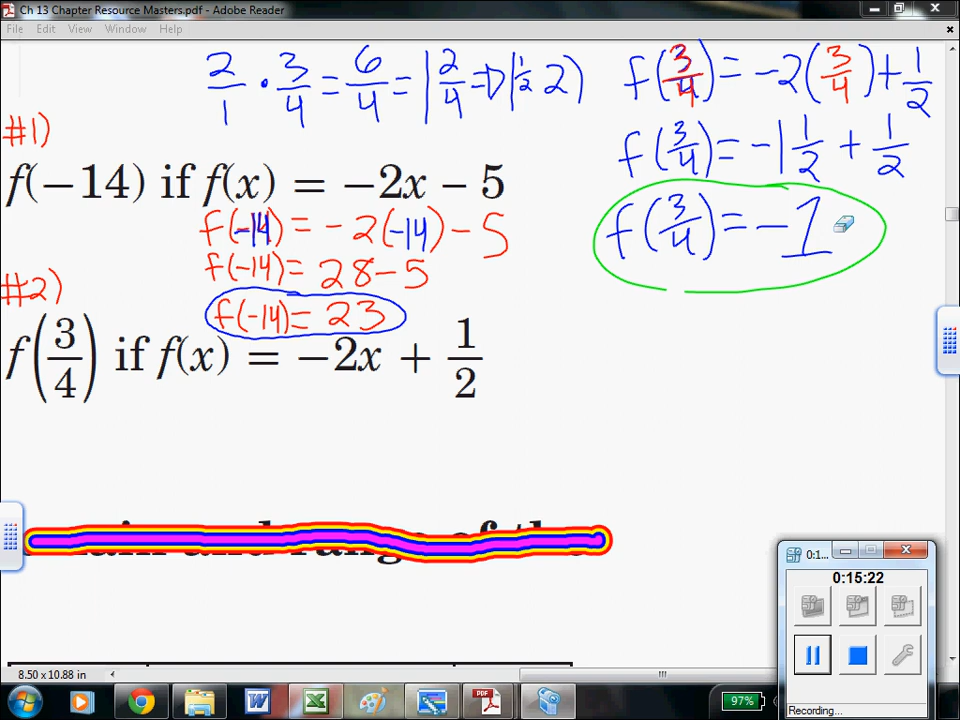 Ch 13 Chapter Resource Masters.pdf - Adobe Reader
File Edit View Window Help
2/1 · 3/4 = 6/4 = 1 2/4 = 1 1/2
f(3/4) = -2(3/4) + 1/2
f(3/4) = -1 1/2 + 1/2
f(3/4) = -1
#1)
f(−14) if f(x) = −2x − 5
f(-14) = -2(-14) - 5
f(-14) = 28 - 5
f(-14) = 23
#2)
f(3/4) if f(x) = −2x + 1/2
8.50 x 10.88 in
0:1...
0:15:22
Recording...
97%